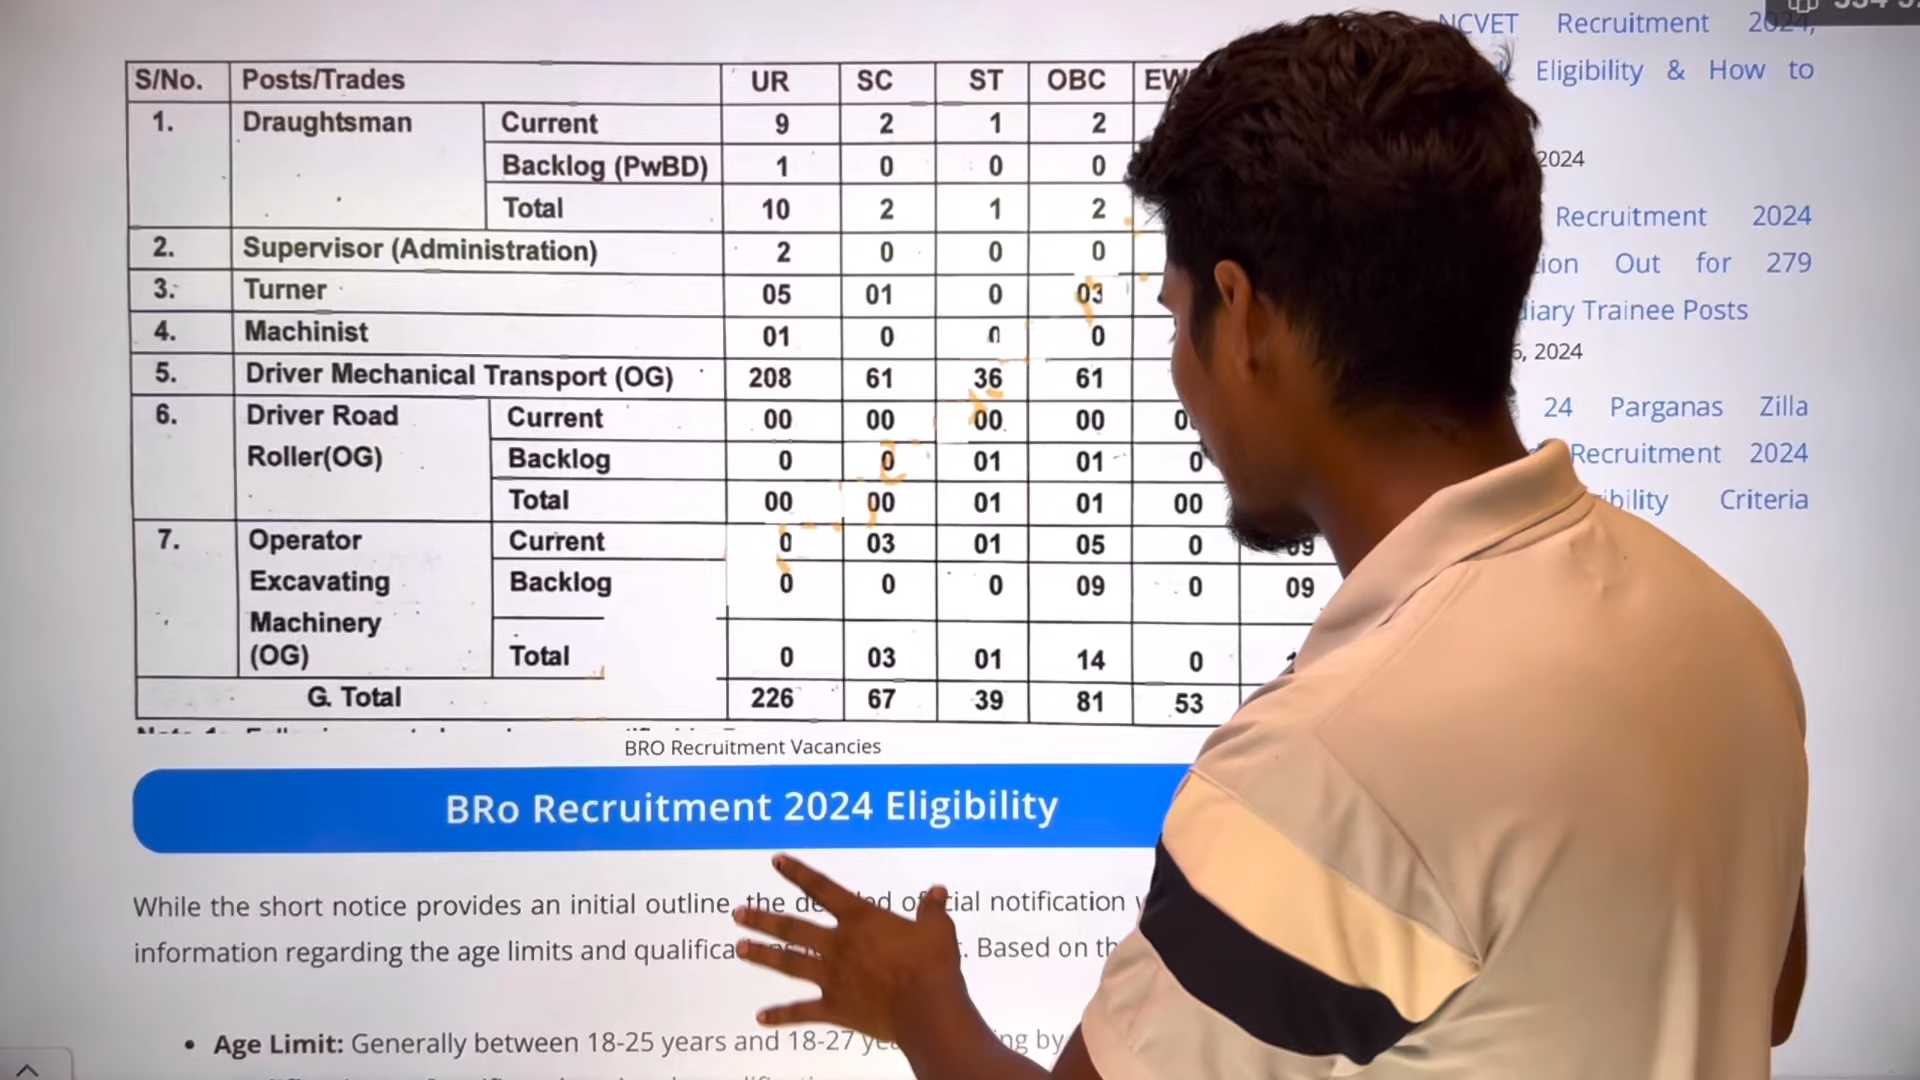 S/No. Posts/Trades UR SC ST OBC
1. Draughtsman Current 9 2 1 2
Backlog (PwBD) 1 0 0 0
Total 10 2 1 2
2. Supervisor (Administration) 2 0 0 0
3. Turner 05 01 0 03
4. Machinist 01 0 0 0
5. Driver Mechanical Transport (OG) 208 61 36 61
6. Driver Road Current 00 00 00 00
Roller(OG) Backlog 0 0 01 01 0
Total 00 00 01 01 00
7. Operator Current 0 03 01 05 0 09
Excavating Backlog 0 0 0 09 0 09
Machinery
(OG) Total 0 03 01 14 0
G. Total 226 67 39 81 53
BRO Recruitment Vacancies
BRo Recruitment 2024 Eligibility
While the short notice provides an initial outline, the notification
information regarding the age limits and . Based on
• Age Limit: Generally between 18-25 years and 18-27
NCVET Recruitment 2024,
Eligibility & How to
2024
Recruitment 2024
Out for 279
Trainee Posts
2024
24 Parganas Zilla
Recruitment 2024
Criteria